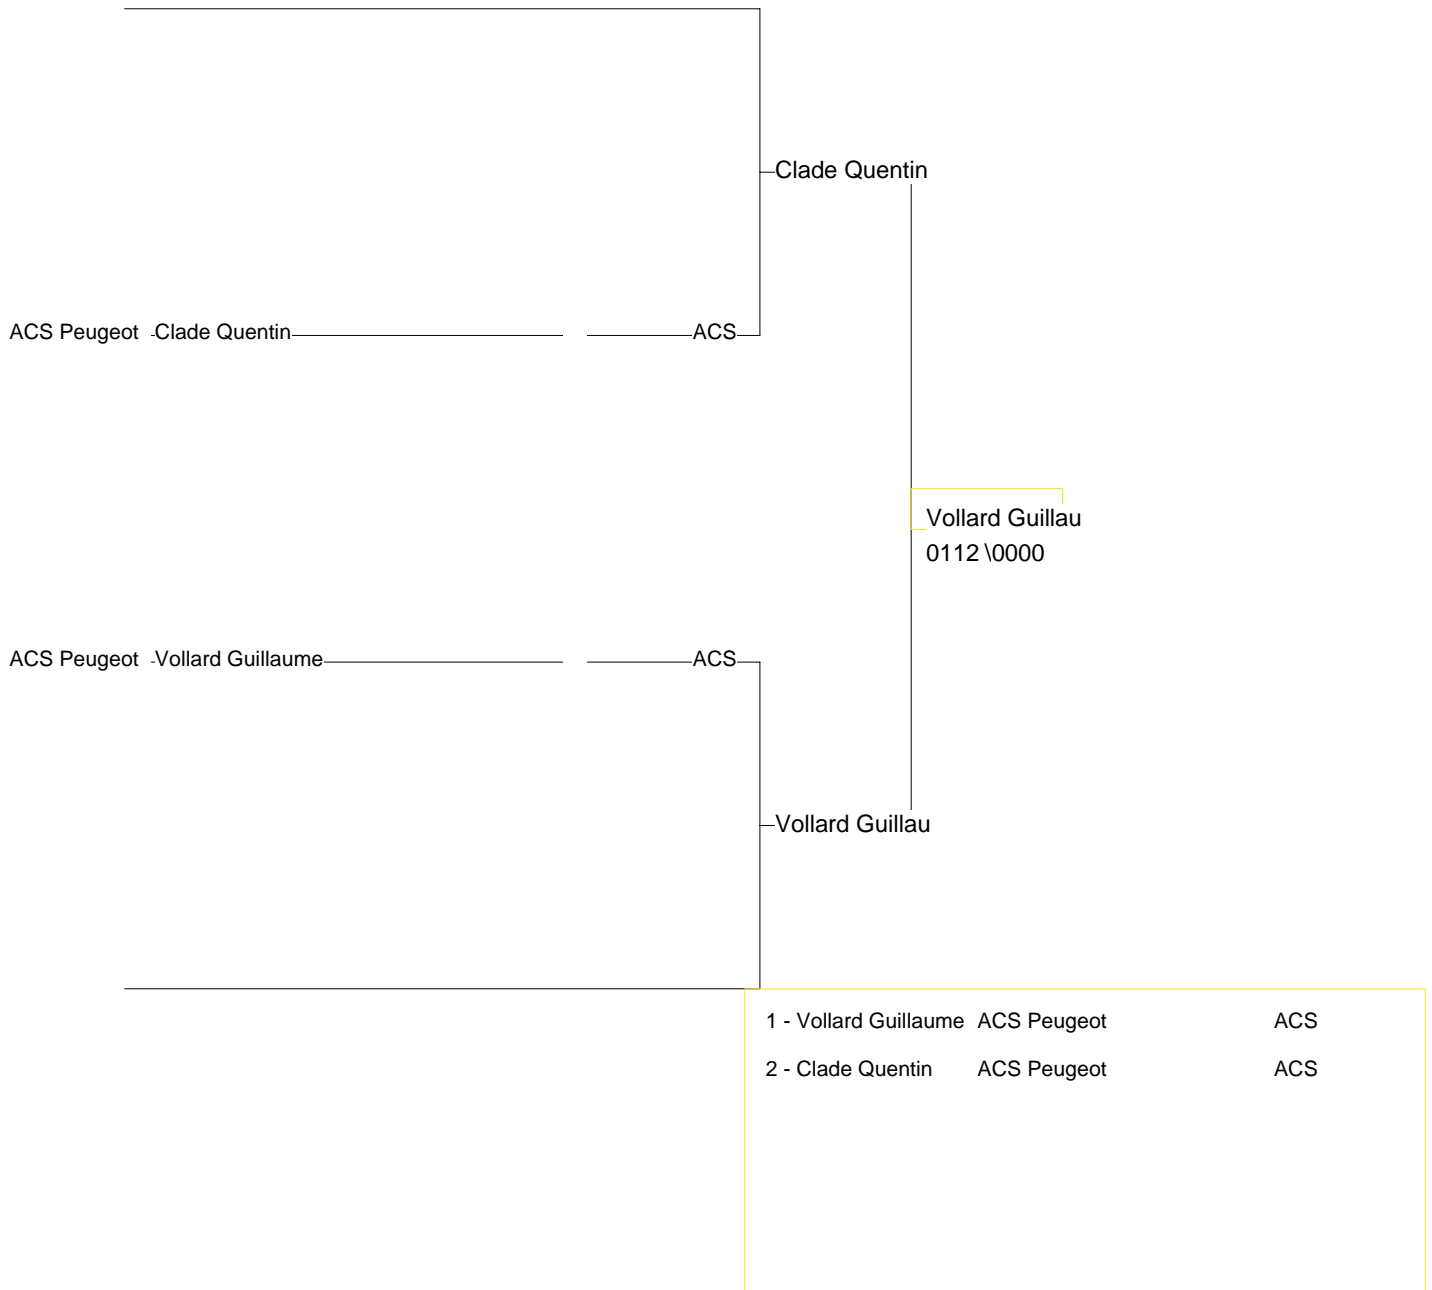 Clade Quentin
ACS Peugeot Clade Quentin ACS
Vollard Guillau
0112 \0000
ACS Peugeot Vollard Guillaume ACS
Vollard Guillau
1 - Vollard Guillaume ACS Peugeot ACS
2 - Clade Quentin ACS Peugeot ACS